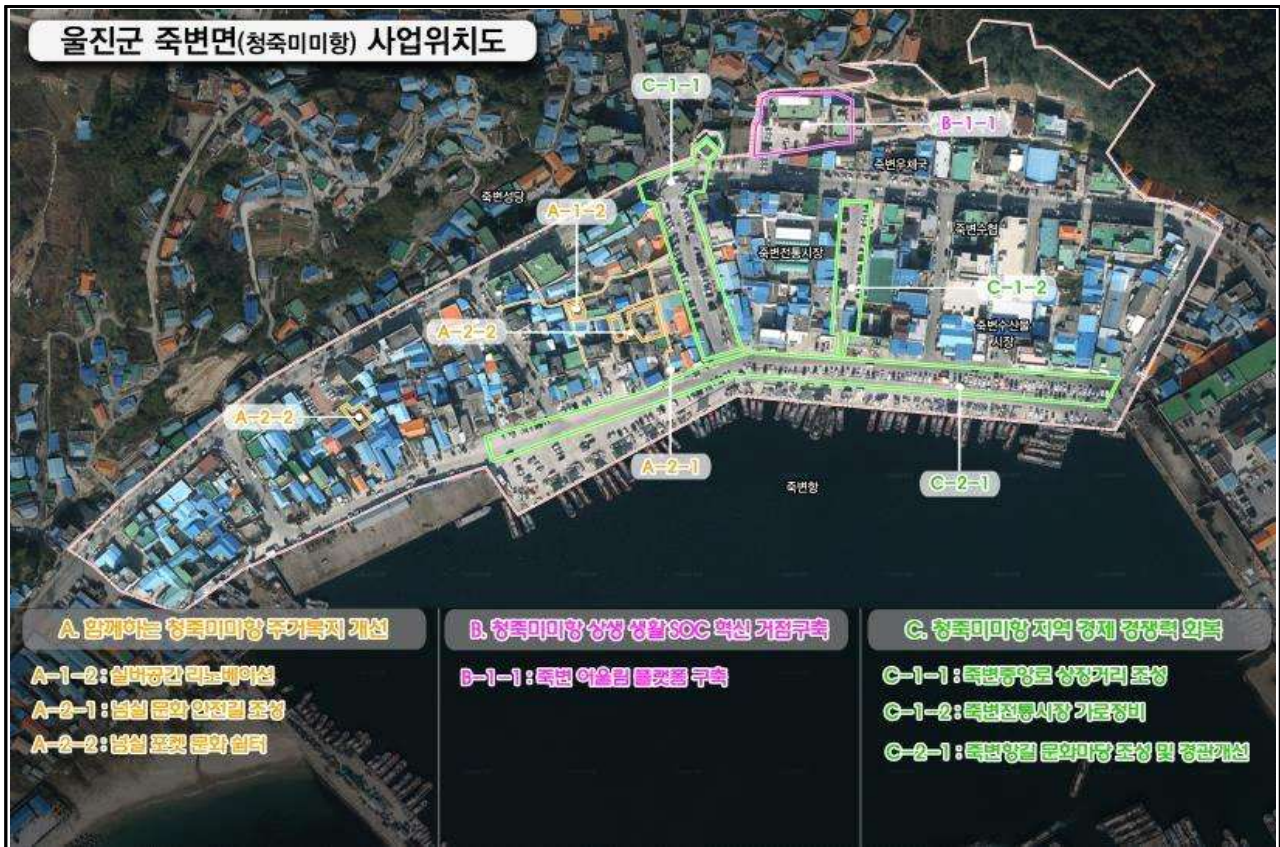 울진군 죽변면(청죽미미항) 사업위치도
C-1-1
B-1-1
죽변우체국
죽변성당
A-1-2
죽변수협
죽변전통시장
C-1-2
A-2-2
죽변수산물
시장
A-2-2
A-2-1
C-2-1
죽변항
A. 함께하는 청죽미미항 주거복지 개선
A-1-2 : 실버공간 리노베이션
A-2-1 : 넘실 문화 안전길 조성
A-2-2 : 넘실 포켓 문화 쉼터
B. 청죽미미항 상생 생활SOC 혁신 거점구축
B-1-1 : 죽변 어울림 플랫폼 구축
C. 청죽미미항 지역 경제 경쟁력 회복
C-1-1 : 죽변중앙로 상징거리 조성
C-1-2 : 죽변전통시장 가로정비
C-2-1 : 죽변항길 문화마당 조성 및 경관개선